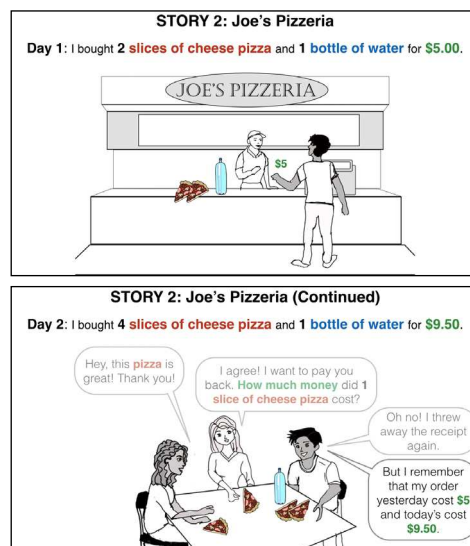 STORY 2: Joe's Pizzeria
Day 1: I bought 2 slices of cheese pizza and 1 bottle of water for $5.00.
JOE'S PIZZERIA
$5
STORY 2: Joe's Pizzeria (Continued)
Day 2: I bought 4 slices of cheese pizza and 1 bottle of water for $9.50.
Hey, this pizza is
great! Thank you!
I agree! I want to pay you
back. How much money did 1
slice of cheese pizza cost?
Oh no! I threw
away the receipt
again.
But I remember
that my order
yesterday cost $5
and today's cost
$9.50.